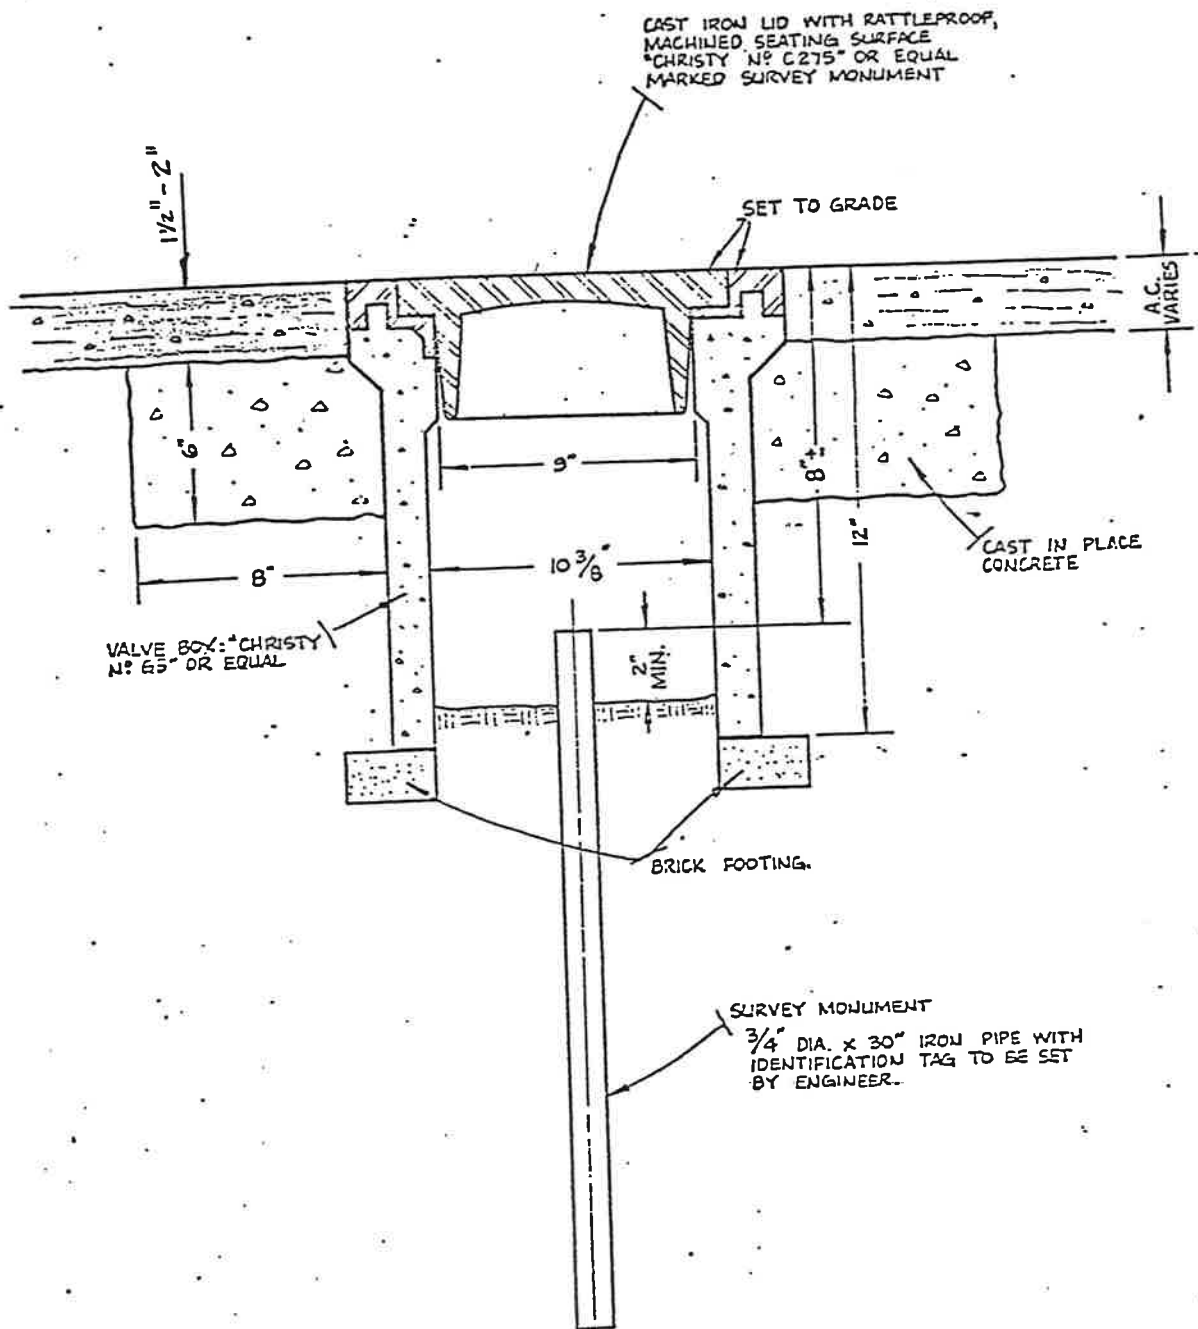 CAST IRON LID WITH RATTLEPROOF,
MACHINED SEATING SURFACE
"CHRISTY Nº C275" OR EQUAL
MARKED SURVEY MONUMENT
1½" - 2"
SET TO GRADE
A.C.
VARIES
6"
9"
8"±
12"
8"
10 3/8"
CAST IN PLACE
CONCRETE
VALVE BOX: "CHRISTY
Nº G5" OR EQUAL
2"
MIN.
BRICK FOOTING.
SURVEY MONUMENT
3/4" DIA. x 30" IRON PIPE WITH
IDENTIFICATION TAG TO BE SET
BY ENGINEER.